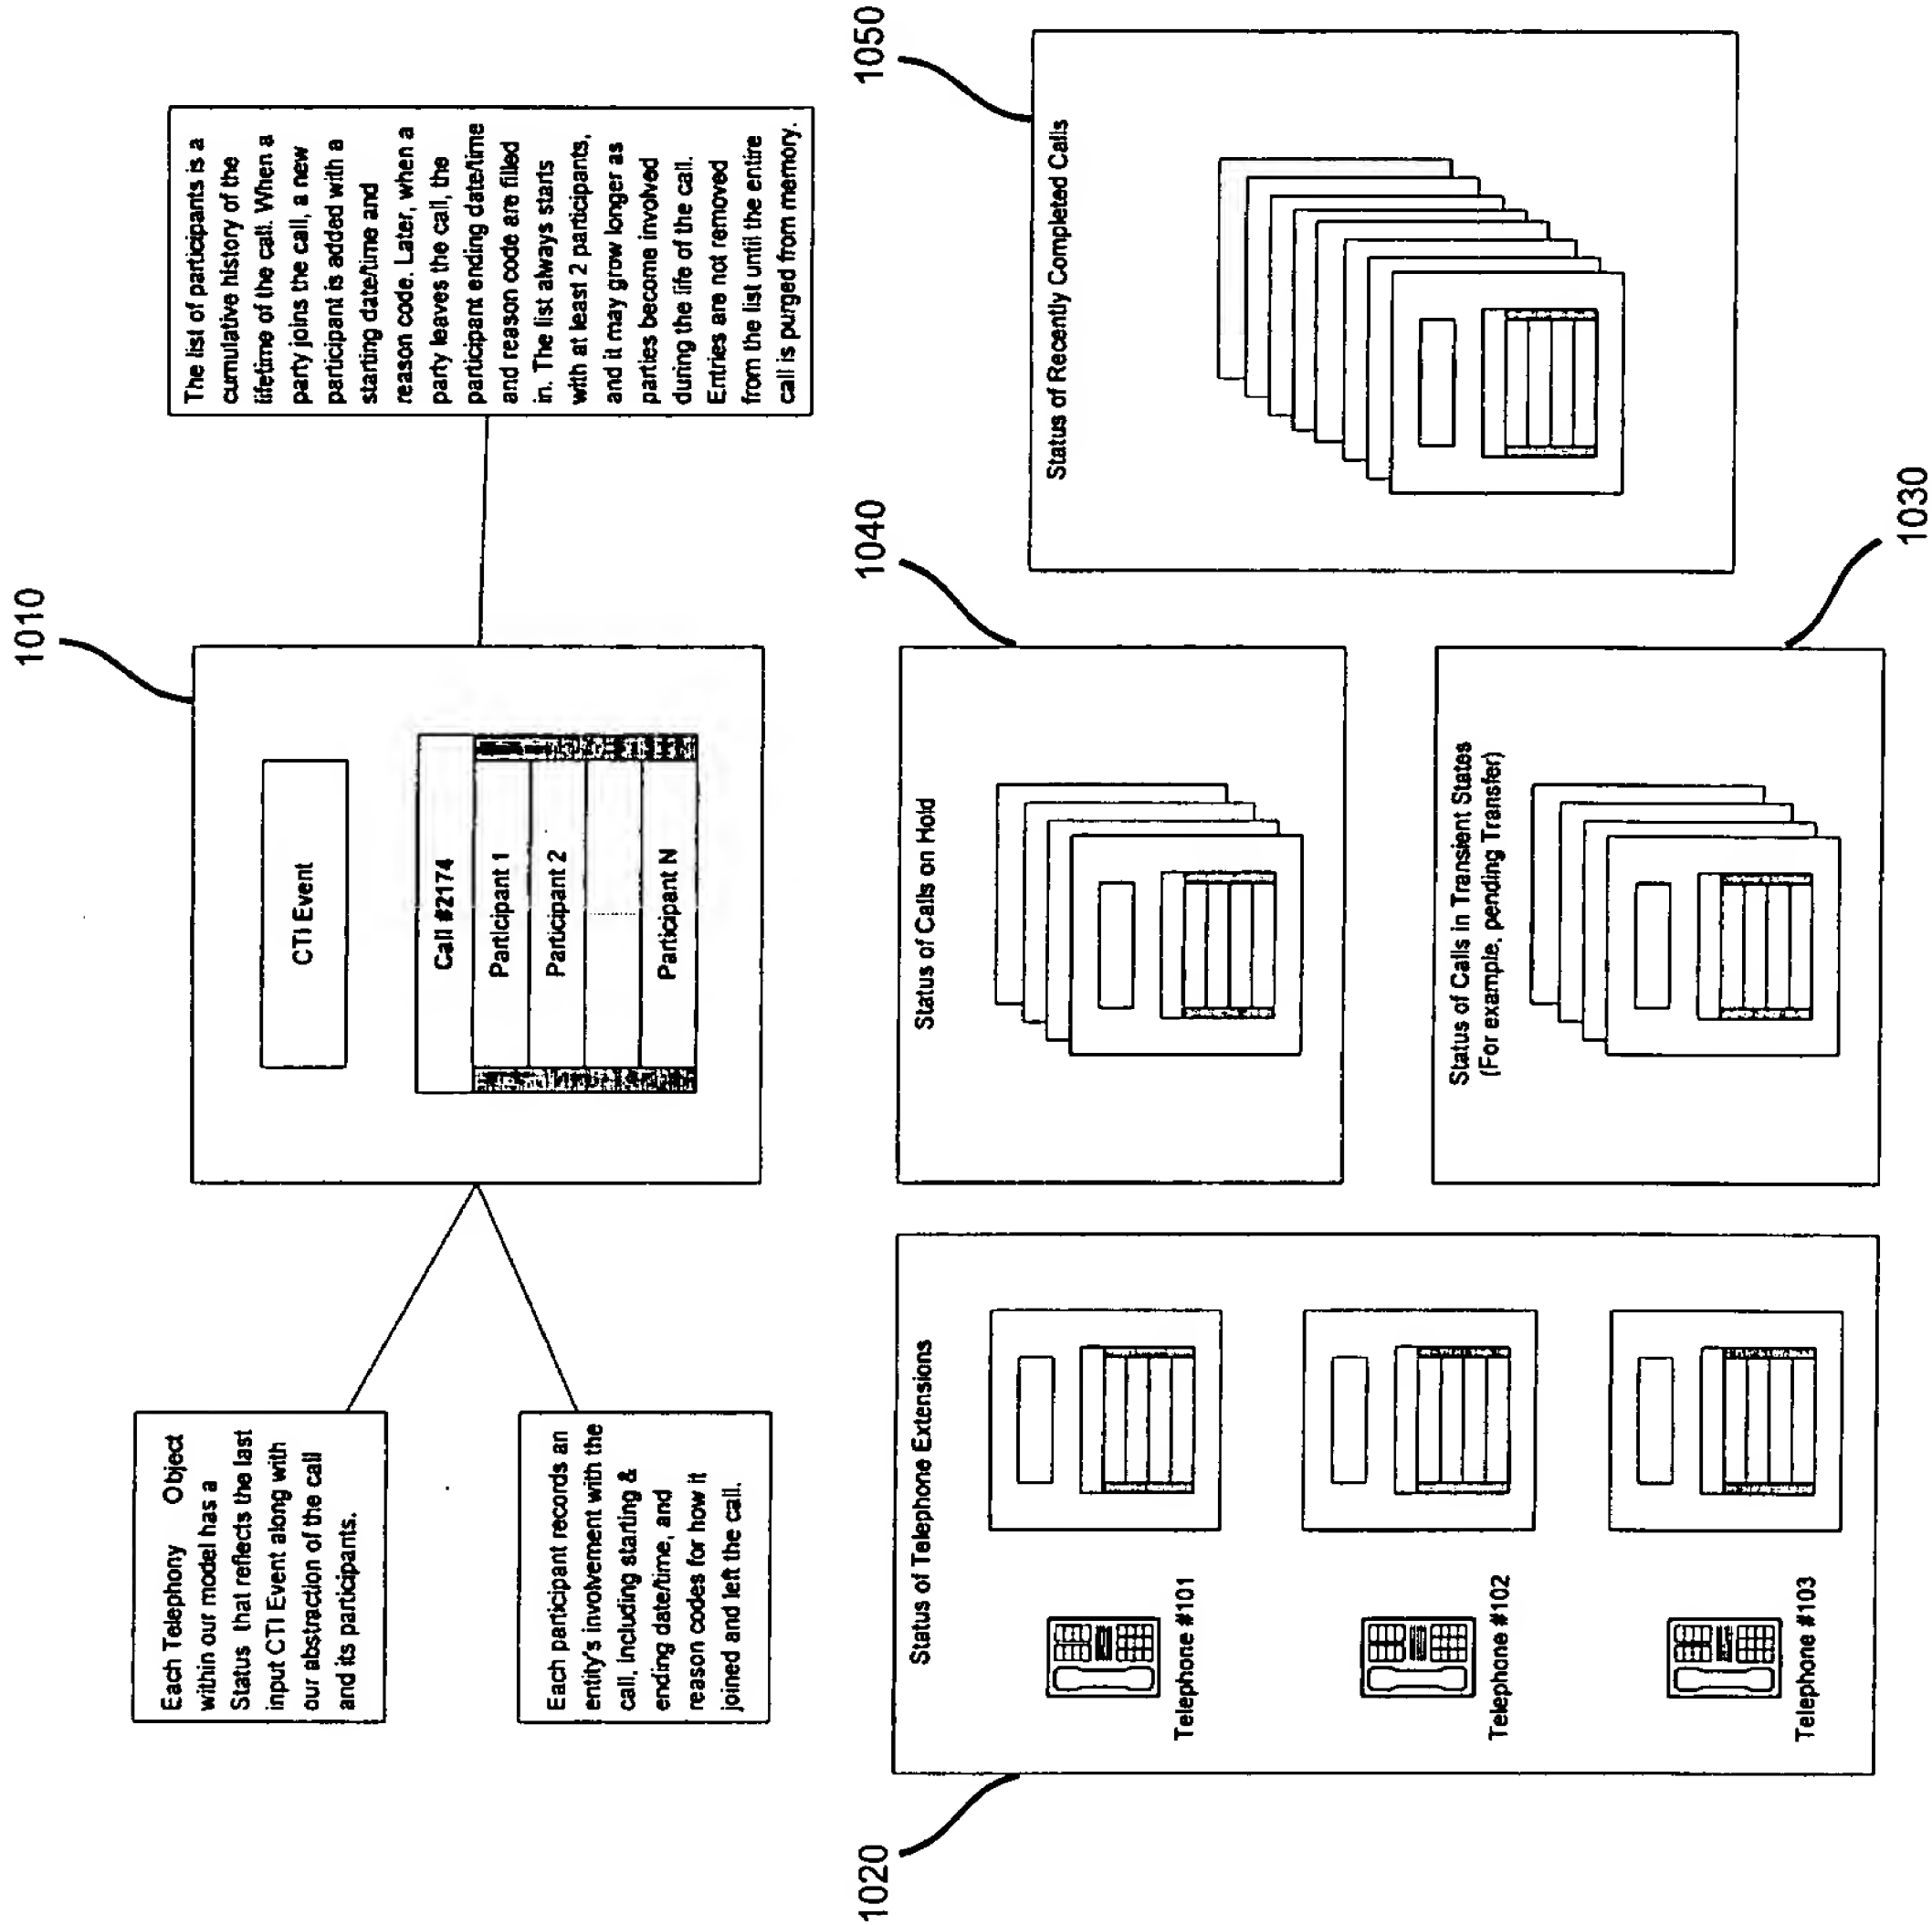 1010
Each Telephony Object
within our model has a
Status that reflects the last
input CTI Event along with
our abstraction of the call
and its participants.
Each participant records an
entity's involvement with the
call, including starting &
ending date/time, and
reason codes for how it
joined and left the call.
CTI Event
Call #2174
Participant 1
Participant 2
Participant N
The list of participants is a
cumulative history of the
lifetime of the call. When a
party joins the call, a new
participant is added with a
starting date/time and
reason code. Later, when a
party leaves the call, the
participant ending date/time
and reason code are filled
in. The list always starts
with at least 2 participants,
and it may grow longer as
parties become involved
during the life of the call.
Entries are not removed
from the list until the entire
call is purged from memory.
1020
Status of Telephone Extensions
Telephone #101
Telephone #102
Telephone #103
1040
Status of Calls on Hold
Status of Calls in Transient States
(For example, pending Transfer)
1030
1050
Status of Recently Completed Calls